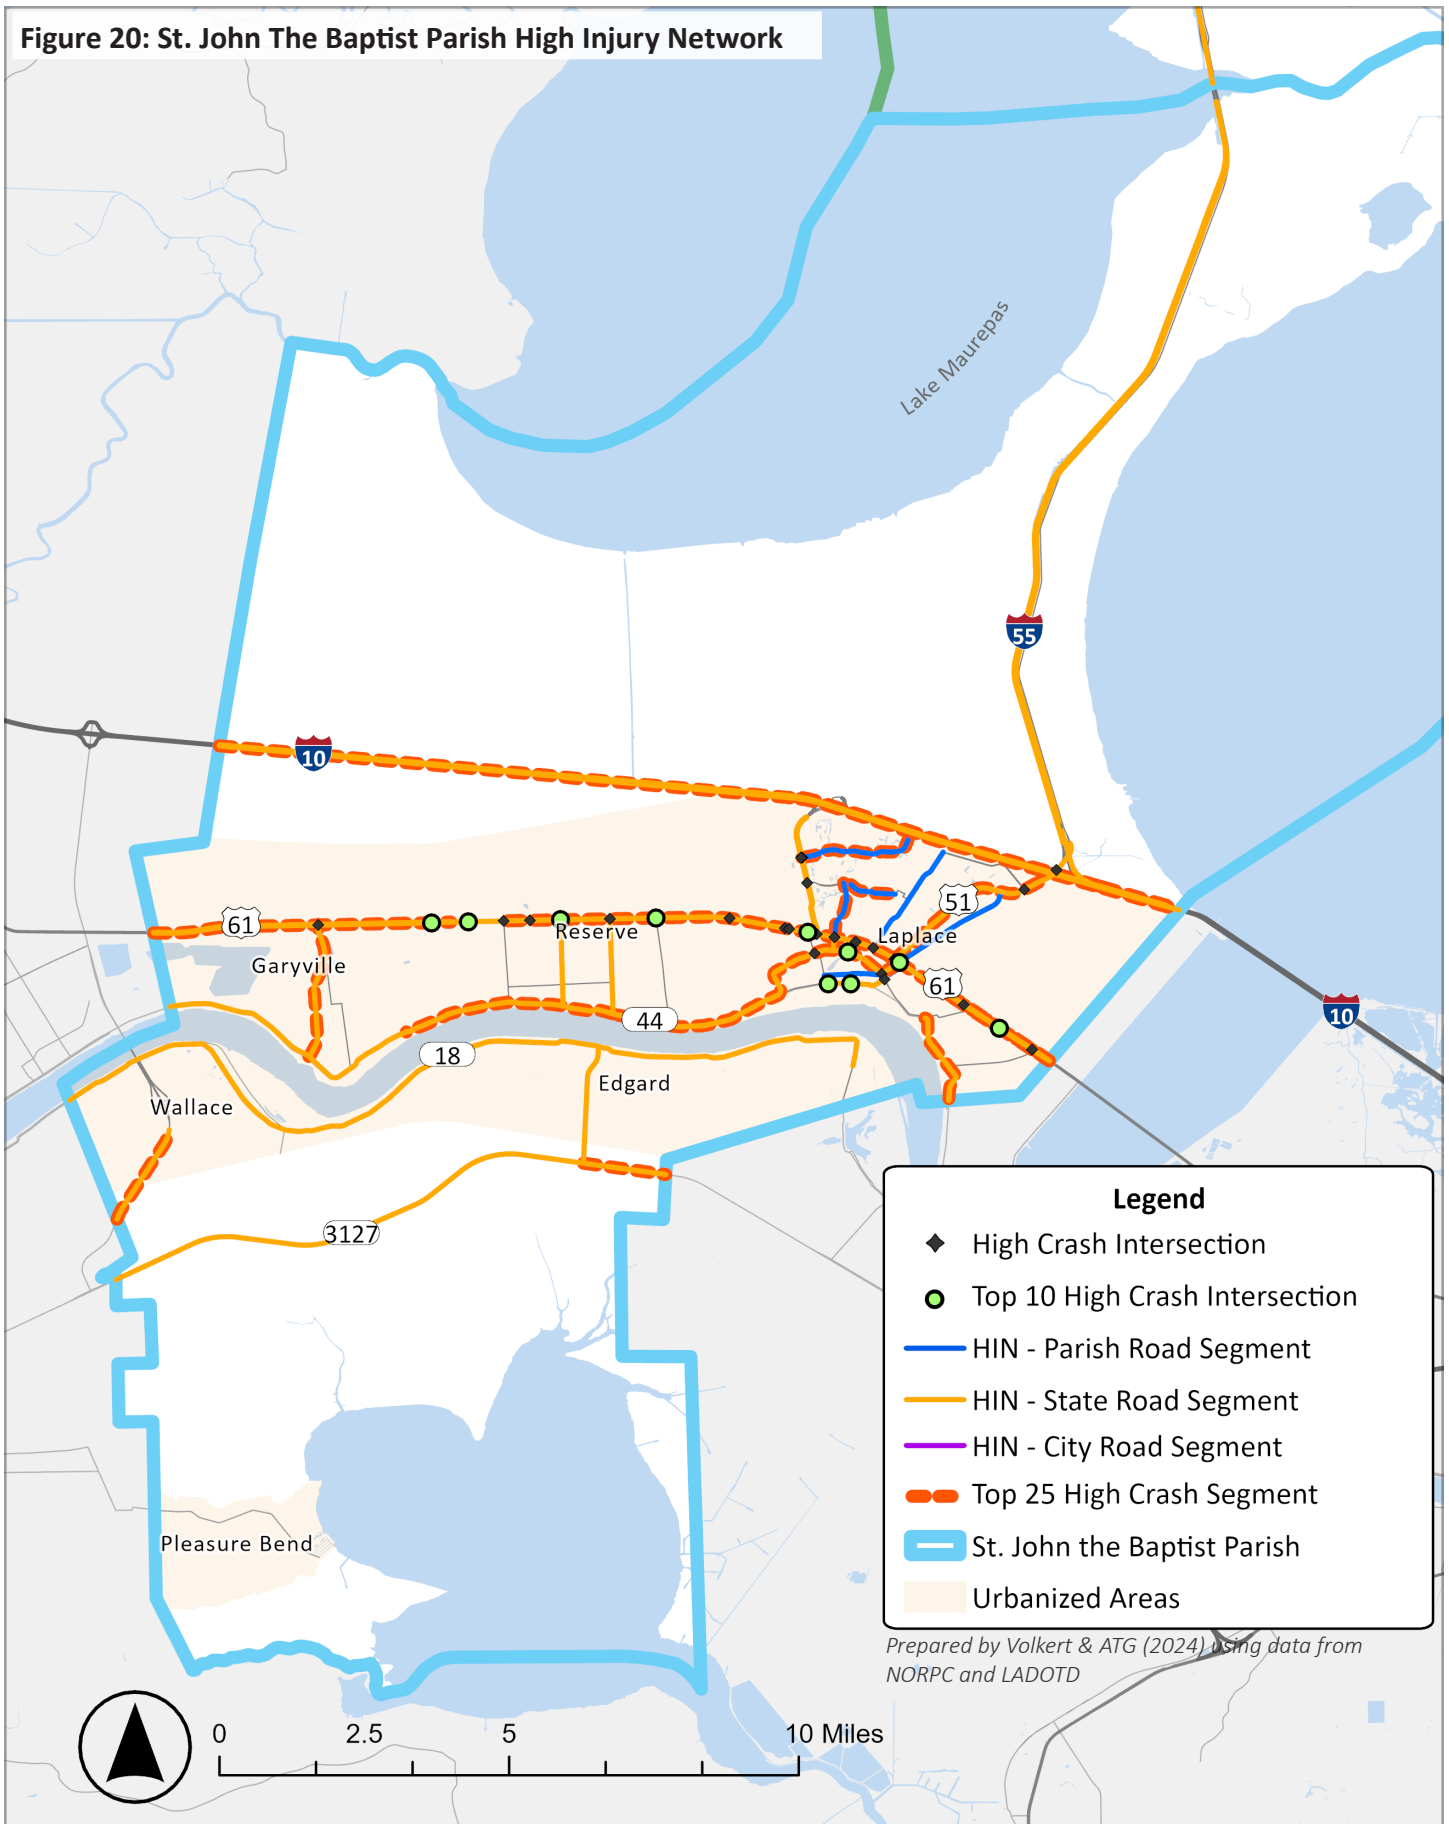 Figure 20: St. John The Baptist Parish High Injury Network
Lake Maurepas
55
10
51
61
Reserve
Laplace
Garyville
61
10
44
18
Edgard
Wallace
3127
Legend
High Crash Intersection
Top 10 High Crash Intersection
HIN - Parish Road Segment
HIN - State Road Segment
HIN - City Road Segment
Top 25 High Crash Segment
St. John the Baptist Parish
Urbanized Areas
Pleasure Bend
Prepared by Volkert & ATG (2024) using data from
NORPC and LADOTD
0 2.5 5 10 Miles